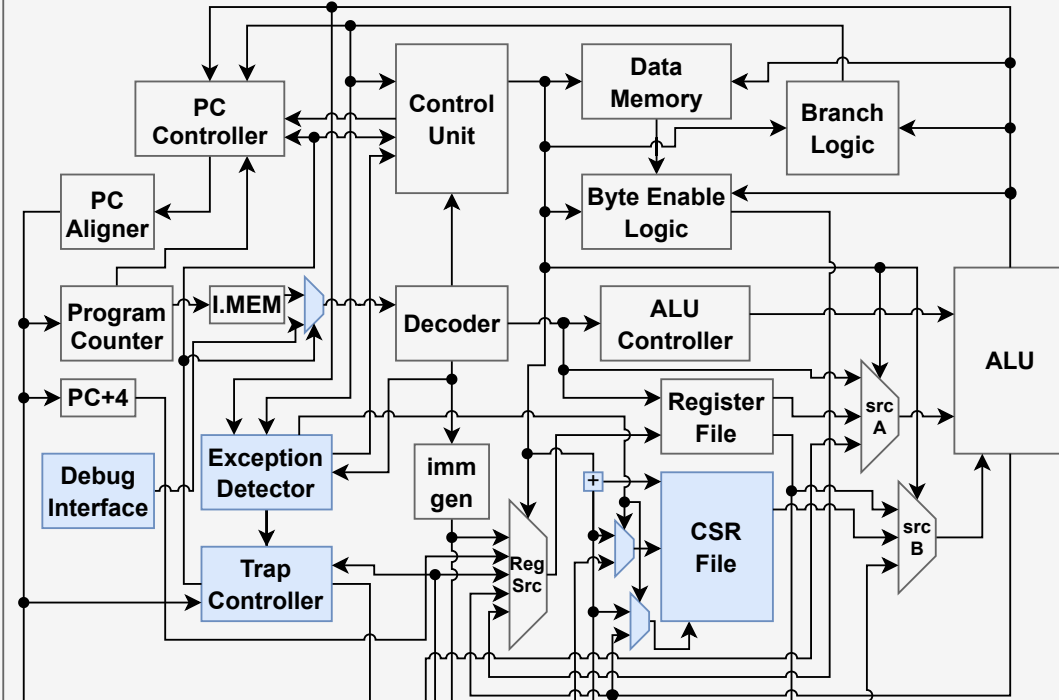 PC
Controller
Control
Unit
Data
Memory
Branch
Logic
PC
Aligner
Byte Enable
Logic
Program
Counter
I.MEM
Decoder
ALU
Controller
ALU
PC+4
Register
File
src
A
Exception
Detector
Debug
Interface
imm
gen
+
CSR
File
src
B
Trap
Controller
Reg
Src